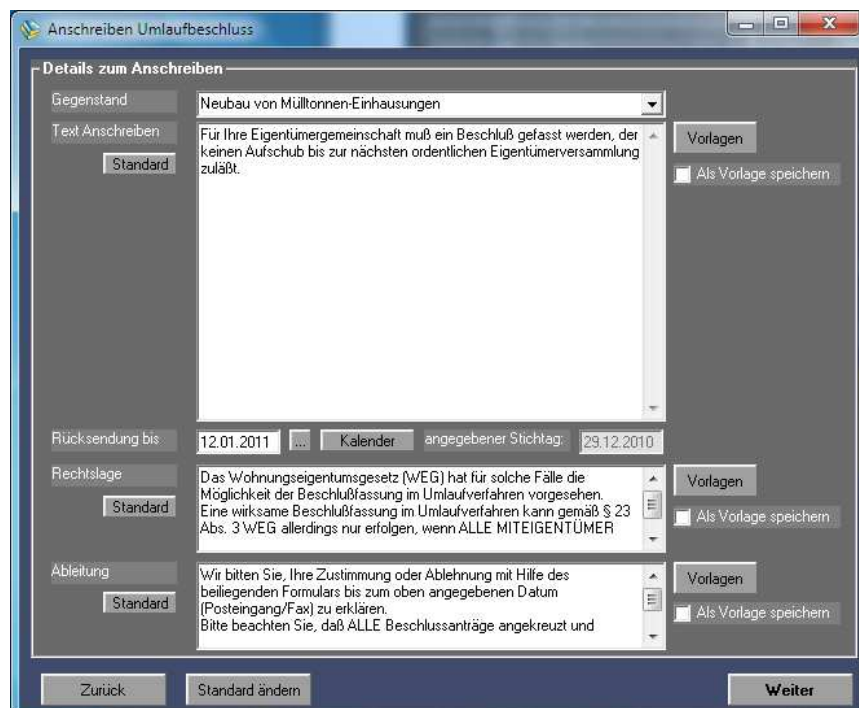 Anschreiben Umlaufbeschluss
Details zum Anschreiben
Gegenstand
Neubau von Mülltonnen-Einhausungen
Text Anschreiben
Standard
Für Ihre Eigentümergemeinschaft muß ein Beschluß gefasst werden, der
keinen Aufschub bis zur nächsten ordentlichen Eigentümerversammlung
zuläßt.
Vorlagen
Als Vorlage speichern
Rücksendung bis
12.01.2011
...
Kalender
angegebener Stichtag:
29.12.2010
Rechtslage
Standard
Das Wohnungseigentumsgesetz (WEG) hat für solche Fälle die
Möglichkeit der Beschlußfassung im Umlaufverfahren vorgesehen.
Eine wirksame Beschlußfassung im Umlaufverfahren kann gemäß § 23
Abs. 3 WEG allerdings nur erfolgen, wenn ALLE MITEIGENTÜMER
Vorlagen
Als Vorlage speichern
Ableitung
Standard
Wir bitten Sie, Ihre Zustimmung oder Ablehnung mit Hilfe des
beiliegenden Formulars bis zum oben angegebenen Datum
(Posteingang/Fax) zu erklären.
Bitte beachten Sie, daß ALLE Beschlussanträge angekreuzt und
Vorlagen
Als Vorlage speichern
Zurück
Standard ändern
Weiter